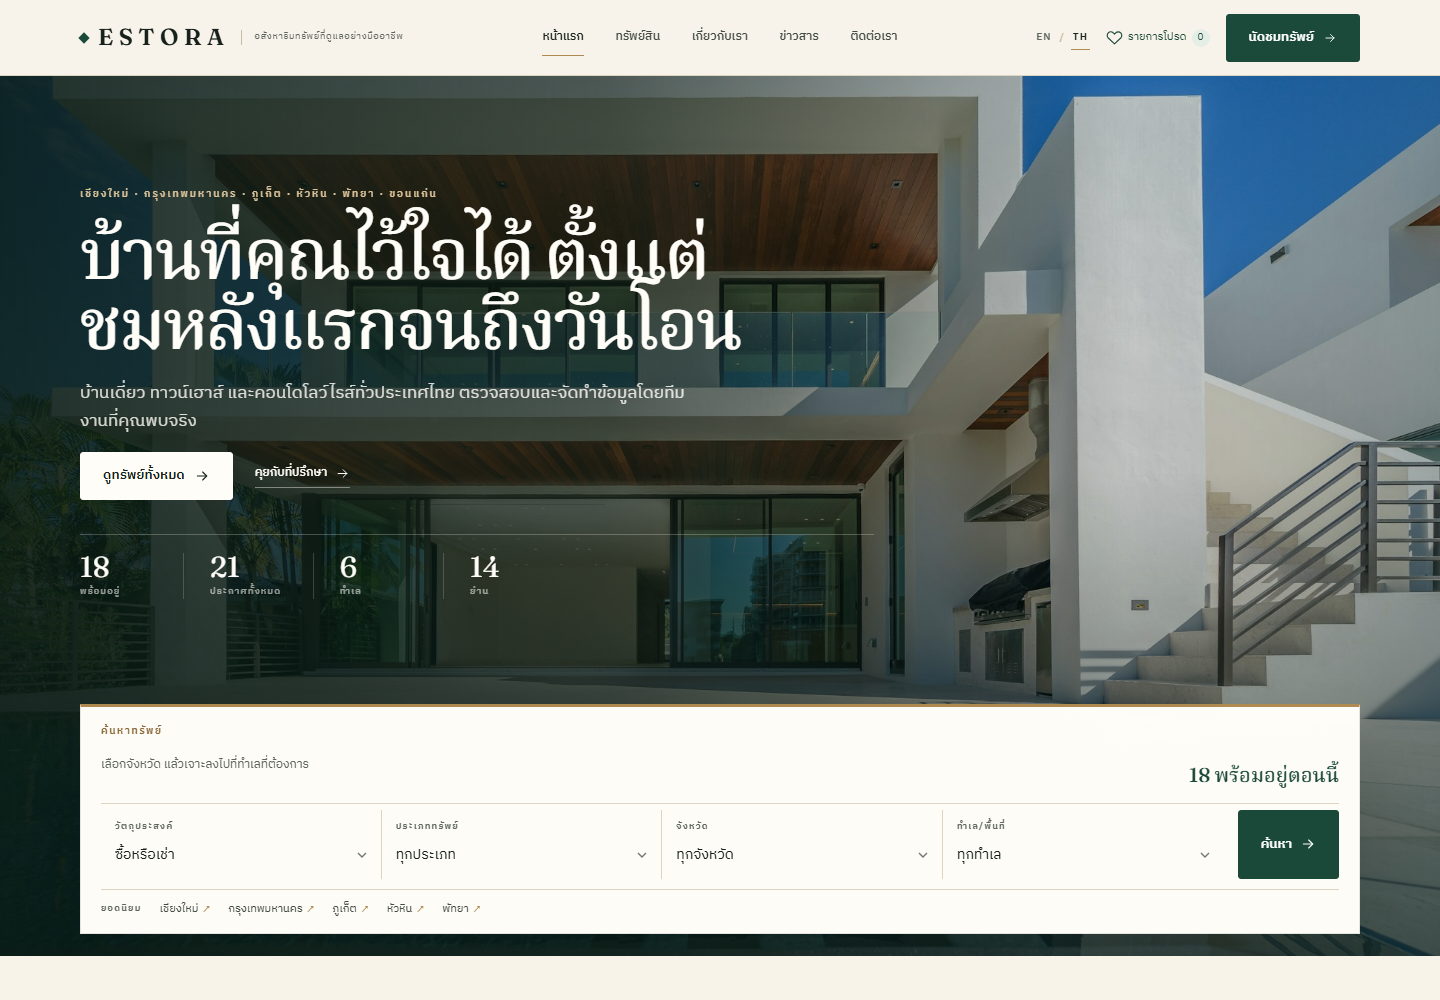 ESTORA
อสังหาริมทรัพย์ที่ดูแลอย่างมืออาชีพ
หน้าแรก
ทรัพย์สิน
เกี่ยวกับเรา
ข่าวสาร
ติดต่อเรา
EN / TH
รายการโปรด 0
นัดชมทรัพย์ →
เชียงใหม่ · กรุงเทพมหานคร · ภูเก็ต · หัวหิน · พัทยา · ขอนแก่น
บ้านที่คุณไว้ใจได้ ตั้งแต่
ชมหลังแรกจนถึงวันโอน
บ้านเดี่ยว ทาวน์เฮาส์ และคอนโดโลว์ไรส์ทั่วประเทศไทย ตรวจสอบและจัดทำข้อมูลโดยทีม
งานที่คุณพบจริง
ดูทรัพย์ทั้งหมด →
คุยกับที่ปรึกษา →
18
พร้อมอยู่
21
ประกาศทั้งหมด
6
ทำเล
14
ย่าน
ค้นหาทรัพย์
เลือกจังหวัด แล้วเจาะลงไปที่ทำเลที่ต้องการ
18 พร้อมอยู่ตอนนี้
วัตถุประสงค์
ซื้อหรือเช่า
ประเภททรัพย์
ทุกประเภท
จังหวัด
ทุกจังหวัด
ทำเล/พื้นที่
ทุกทำเล
ค้นหา →
ยอดนิยม เชียงใหม่ ↗ กรุงเทพมหานคร ↗ ภูเก็ต ↗ หัวหิน ↗ พัทยา ↗